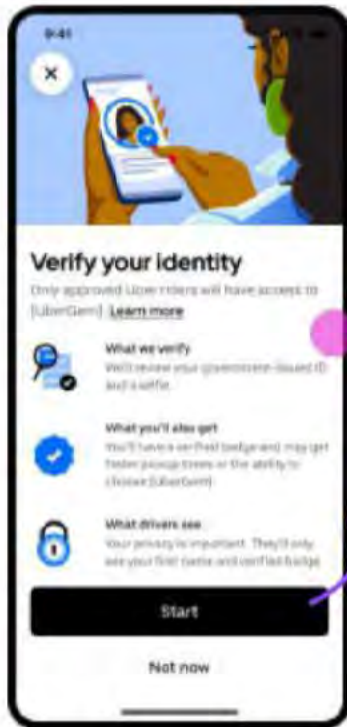 9:41
Verify your identity
Only approved Uber riders will have access to
[UberGem]. Learn more
What we verify
We'll review your government-issued ID
and a selfie.
What you'll also get
You'll have a verified badge and may get
faster pickup times or the ability to
choose [UberGem]
What drivers see
Your privacy is important. They'll only
see your first name and verified badge
Start
Not now